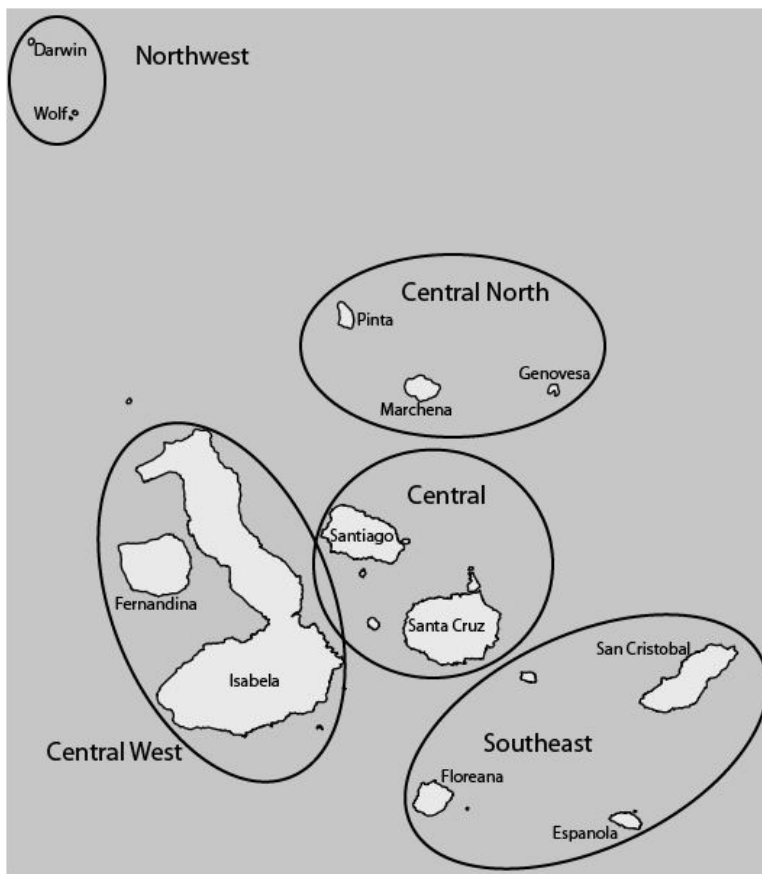 Darwin
Northwest
Wolf
Central North
Pinta
Genovesa
Marchena
Central
Santiago
Fernandina
Santa Cruz
San Cristobal
Isabela
Central West
Southeast
Floreana
Espanola